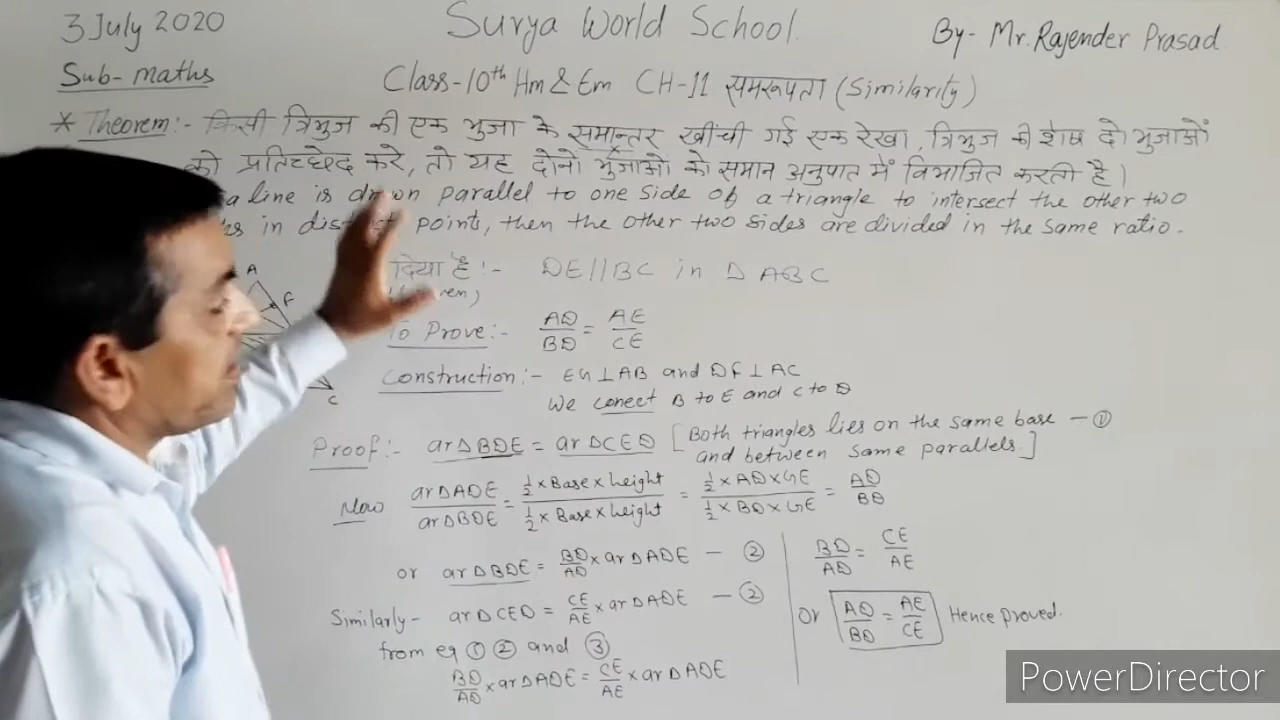 3 July 2020
Surya World School.
By- Mr. Rajender Prasad
Sub- maths
Class-10th Hm & Em CH-11 समरूपता (Similarity)
* Theorem:- किसी त्रिभुज की एक भुजा के समान्तर खींची गई एक रेखा, त्रिभुज की शेष दो भुजाओं
को प्रतिच्छेद करे, तो यह दोनो भुजाओं को समान अनुपात में विभाजित करती है।
a line is drawn parallel to one side of a triangle to intersect the other two
in distinct points, then the other two sides are divided in the same ratio.
A
F
C
दिया है:- DE//BC in Δ ABC
To Prove:- AD/BD = AE/CE
Construction:- EG ⊥ AB and DF ⊥ AC
We conect B to E and C to D
Proof:- ar Δ BDE = ar Δ CED [Both triangles lies on the same base — ①
and between same parallels.]
Now ar Δ ADE/ar Δ BDE = ½ × Base × height/½ × Base × height = ½ × AD × GE/½ × BD × GE = AD/BD
or ar Δ BDE = BD/AD × ar Δ ADE — ②
Similarly- ar Δ CED = CE/AE × ar Δ ADE — ②
from eq ① ② and ③
BD/AD × ar Δ ADE = CE/AE × ar Δ ADE
BD/AD = CE/AE
Or AD/BD = AE/CE Hence proved.
PowerDirector